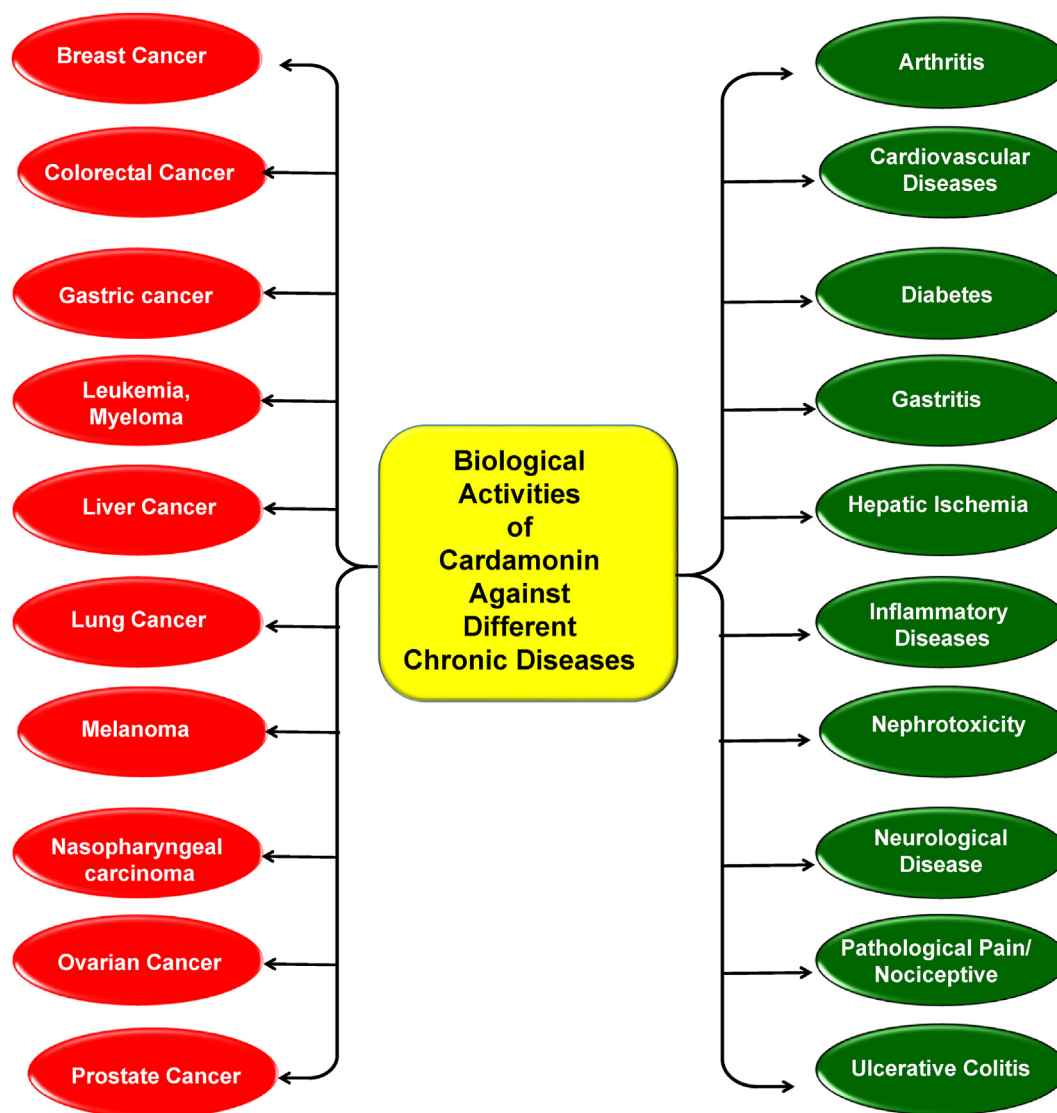 Breast Cancer
Colorectal Cancer
Gastric cancer
Leukemia,
Myeloma
Liver Cancer
Lung Cancer
Melanoma
Nasopharyngeal
carcinoma
Ovarian Cancer
Prostate Cancer
Biological
Activities
of
Cardamonin
Against
Different
Chronic Diseases
Arthritis
Cardiovascular
Diseases
Diabetes
Gastritis
Hepatic Ischemia
Inflammatory
Diseases
Nephrotoxicity
Neurological
Disease
Pathological Pain/
Nociceptive
Ulcerative Colitis